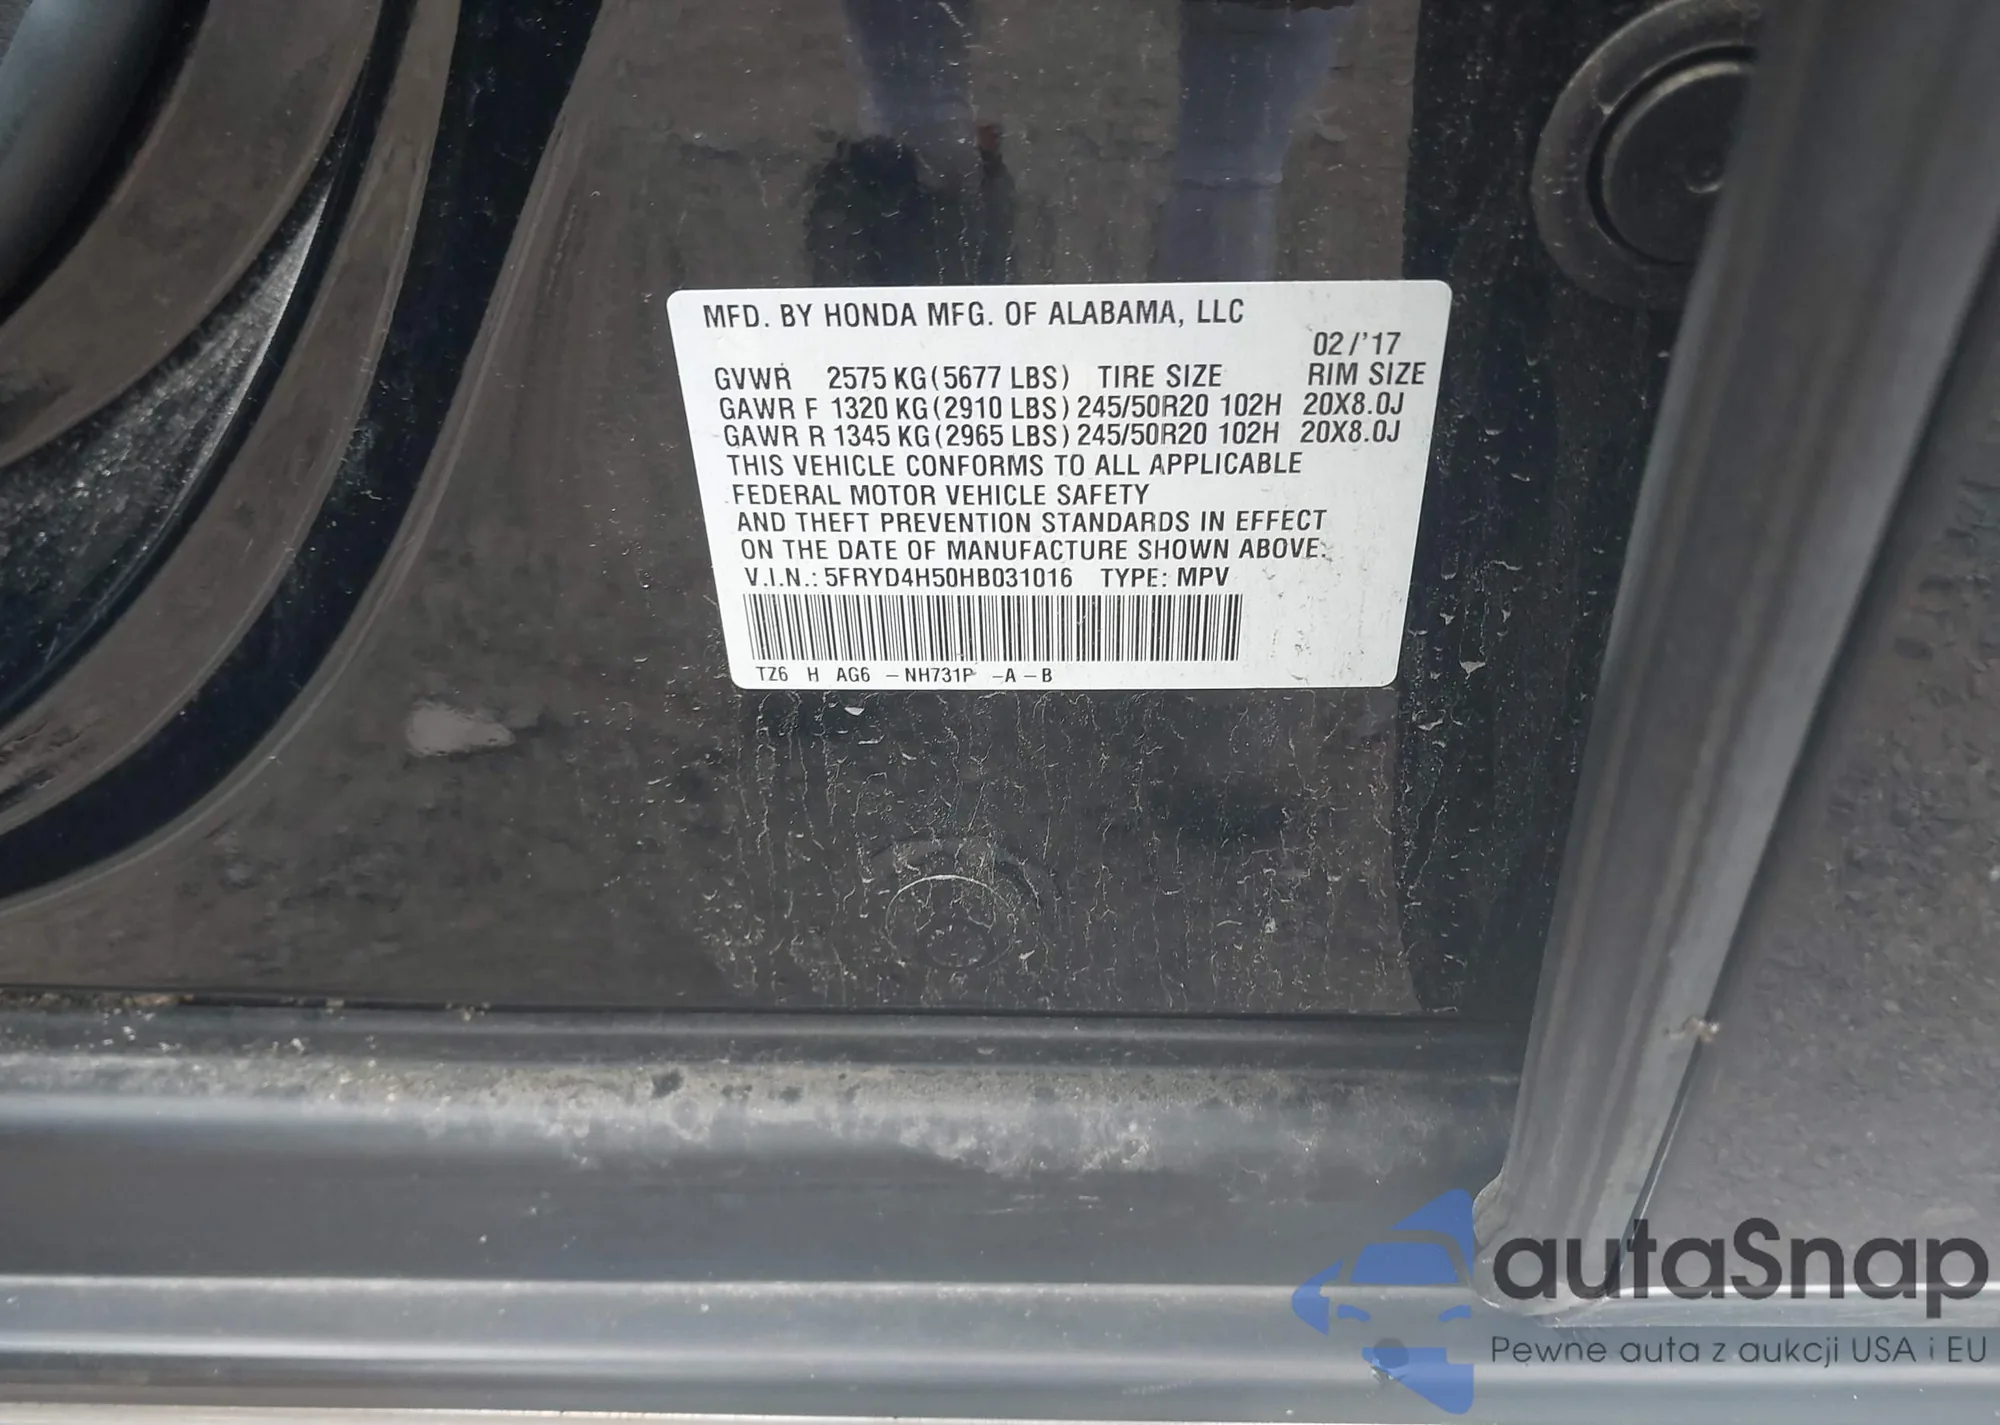 MFD. BY HONDA MFG. OF ALABAMA, LLC
02/'17
GVWR 2575 KG(5677 LBS) TIRE SIZE RIM SIZE
GAWR F 1320 KG(2910 LBS) 245/50R20 102H 20X8.0J
GAWR R 1345 KG(2965 LBS) 245/50R20 102H 20X8.0J
THIS VEHICLE CONFORMS TO ALL APPLICABLE
FEDERAL MOTOR VEHICLE SAFETY
AND THEFT PREVENTION STANDARDS IN EFFECT
ON THE DATE OF MANUFACTURE SHOWN ABOVE.
V.I.N.: 5FRYD4H50HB031016 TYPE: MPV
TZ6 H AG6 – NH731P –A – B
autaSnap
Pewne auta z aukcji USA i EU